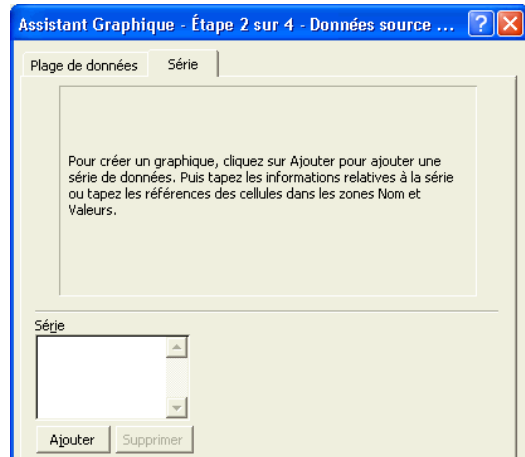 Assistant Graphique - Étape 2 sur 4 - Données source ...
Plage de données
Série
Pour créer un graphique, cliquez sur Ajouter pour ajouter une
série de données. Puis tapez les informations relatives à la série
ou tapez les références des cellules dans les zones Nom et
Valeurs.
Série
Ajouter
Supprimer